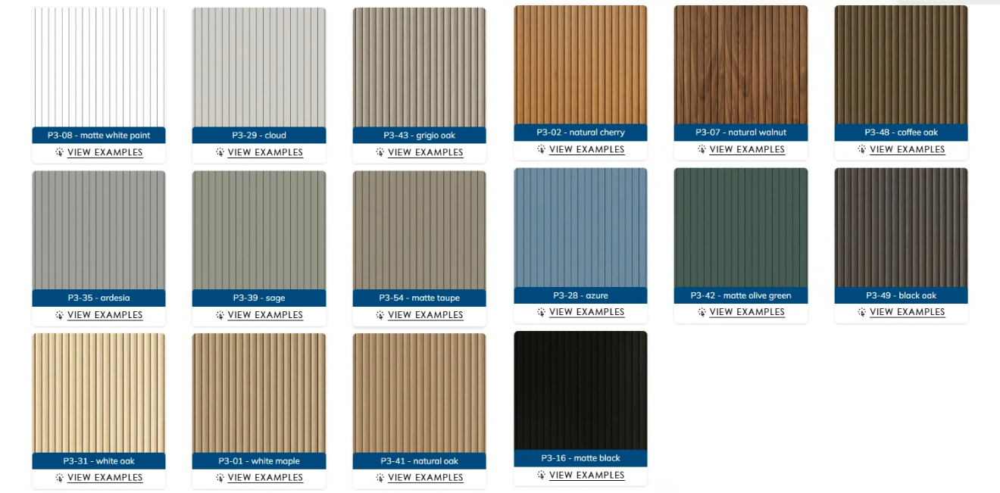 P3-08 - matte white paint
VIEW EXAMPLES
P3-29 - cloud
VIEW EXAMPLES
P3-43 - grigio oak
VIEW EXAMPLES
P3-02 - natural cherry
VIEW EXAMPLES
P3-07 - natural walnut
VIEW EXAMPLES
P3-48 - coffee oak
VIEW EXAMPLES
P3-35 - ardesia
VIEW EXAMPLES
P3-39 - sage
VIEW EXAMPLES
P3-54 - matte taupe
VIEW EXAMPLES
P3-28 - azure
VIEW EXAMPLES
P3-42 - matte olive green
VIEW EXAMPLES
P3-49 - black oak
VIEW EXAMPLES
P3-31 - white oak
VIEW EXAMPLES
P3-01 - white maple
VIEW EXAMPLES
P3-41 - natural oak
VIEW EXAMPLES
P3-16 - matte black
VIEW EXAMPLES